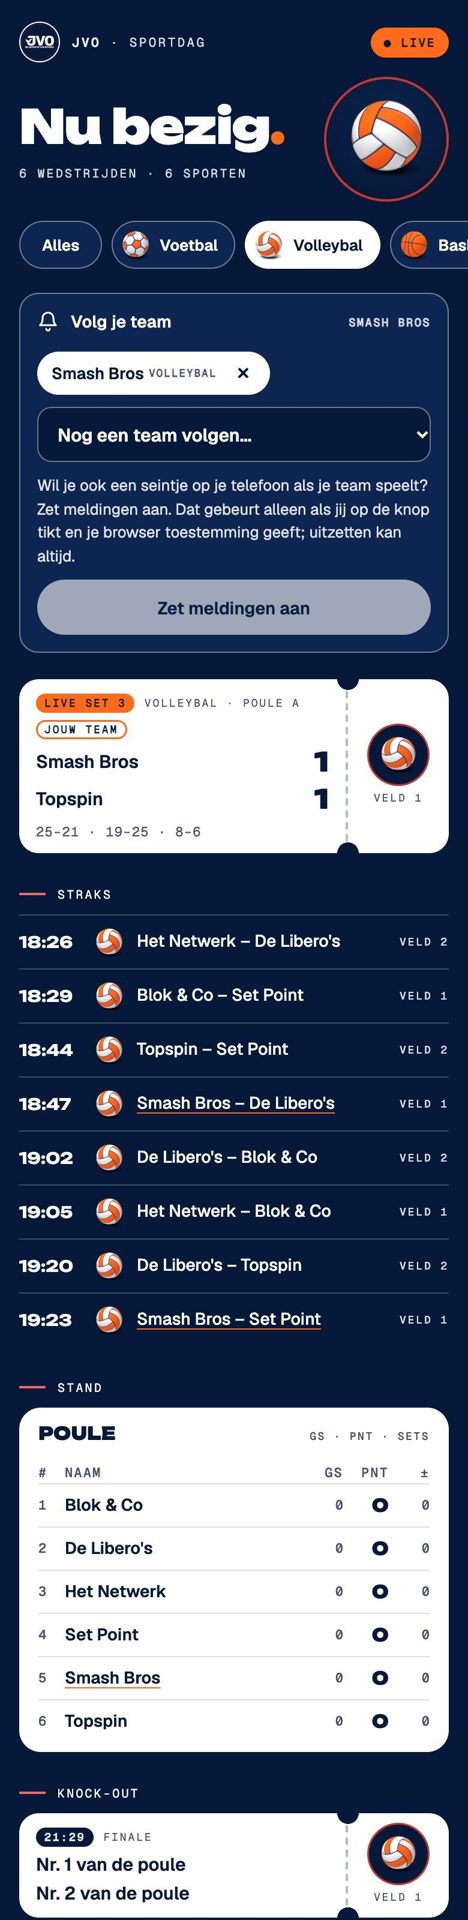 JVO JVO · SPORTDAG ● LIVE
Nu bezig.
6 WEDSTRIJDEN · 6 SPORTEN
Alles Voetbal Volleybal
Volg je team SMASH BROS
Smash Bros VOLLEYBAL ✕
Nog een team volgen...
Wil je ook een seintje op je telefoon als je team speelt?
Zet meldingen aan. Dat gebeurt alleen als jij op de knop
tikt en je browser toestemming geeft; uitzetten kan
altijd.
Zet meldingen aan
LIVE SET 3 VOLLEYBAL · POULE A
JOUW TEAM
Smash Bros 1
Topspin 1
VELD 1
25-21 · 19-25 · 8-6
STRAKS
18:26 Het Netwerk – De Libero's VELD 2
18:29 Blok & Co – Set Point VELD 1
18:44 Topspin – Set Point VELD 2
18:47 Smash Bros – De Libero's VELD 1
19:02 De Libero's – Blok & Co VELD 2
19:05 Het Netwerk – Blok & Co VELD 1
19:20 De Libero's – Topspin VELD 2
19:23 Smash Bros – Set Point VELD 1
STAND
POULE GS · PNT · SETS
# NAAM GS PNT ±
1 Blok & Co 0 0 0
2 De Libero's 0 0 0
3 Het Netwerk 0 0 0
4 Set Point 0 0 0
5 Smash Bros 0 0 0
6 Topspin 0 0 0
KNOCK-OUT
21:29 FINALE
Nr. 1 van de poule
Nr. 2 van de poule
VELD 1